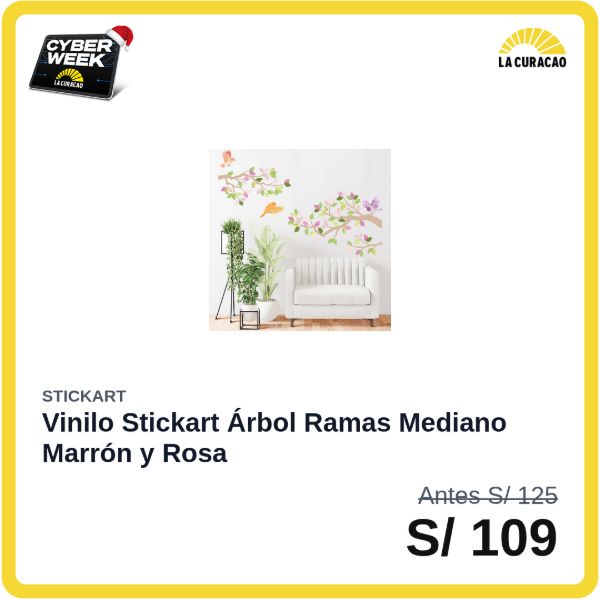 CYBER
WEEK
LA CURACAO
LA CURACAO
STICKART
Vinilo Stickart Árbol Ramas Mediano
Marrón y Rosa
Antes S/ 125
S/ 109